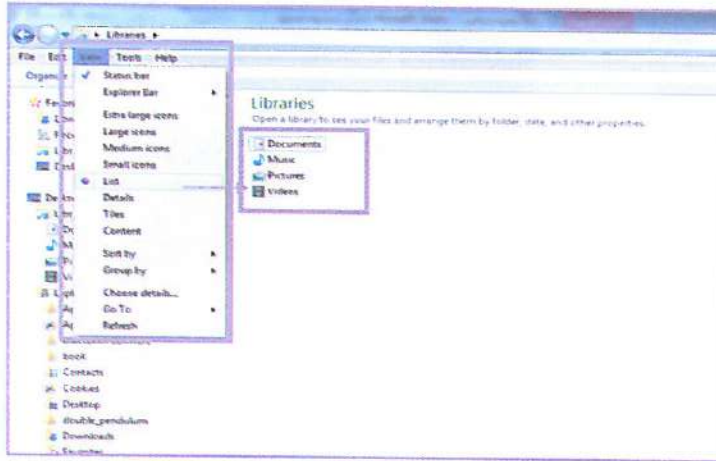 Libraries
File Edit View Tools Help
Status bar
Explorer Bar
Extra large icons
Large icons
Medium icons
Small icons
List
Details
Tiles
Content
Sort by
Group by
Choose details...
Go To
Refresh
book
Contacts
Cookies
Desktop
double_pendulum
Downloads
Favorites
Libraries
Open a library to see your files and arrange them by folder, date, and other properties.
Documents
Music
Pictures
Videos